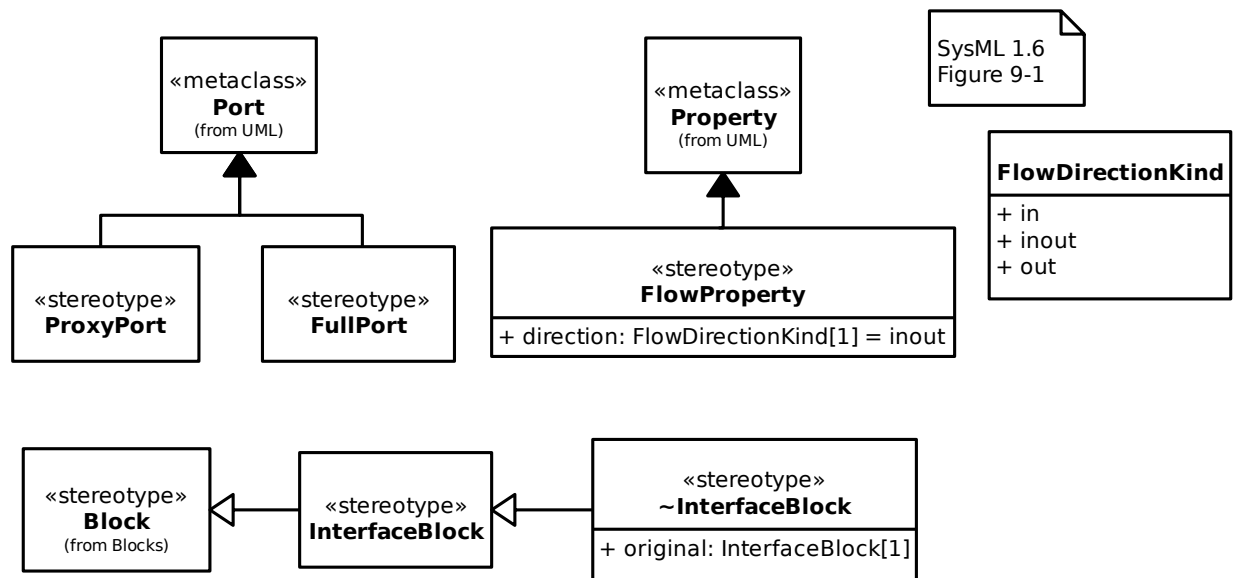 «metaclass»
Port
(from UML)
«metaclass»
Property
(from UML)
SysML 1.6
Figure 9-1
FlowDirectionKind
+ in
+ inout
+ out
«stereotype»
ProxyPort
«stereotype»
FullPort
«stereotype»
FlowProperty
+ direction: FlowDirectionKind[1] = inout
«stereotype»
Block
(from Blocks)
«stereotype»
InterfaceBlock
«stereotype»
~InterfaceBlock
+ original: InterfaceBlock[1]